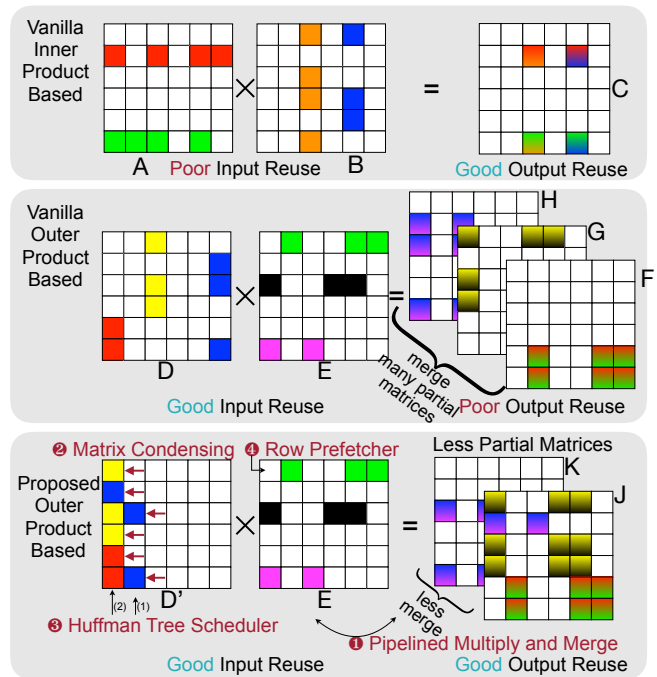 Vanilla
Inner
Product
Based
×
=
A
B
C
Poor Input Reuse
Good Output Reuse
Vanilla
Outer
Product
Based
×
=
H
G
F
D
E
merge
many partial
matrices
Good Input Reuse
Poor Output Reuse
❷ Matrix Condensing
❹ Row Prefetcher
Less Partial Matrices
Proposed
Outer
Product
Based
×
=
K
J
(2)
(1)
D’
E
less
merge
❸ Huffman Tree Scheduler
❶ Pipelined Multiply and Merge
Good Input Reuse
Good Output Reuse